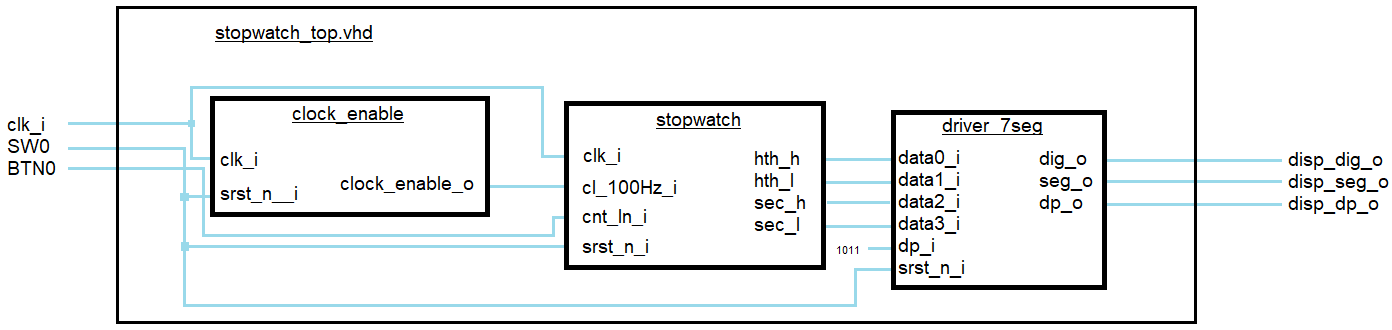 stopwatch_top.vhd
clk_i
SW0
BTN0
clock_enable
clk_i
srst_n__i
clock_enable_o
stopwatch
clk_i
cl_100Hz_i
cnt_ln_i
srst_n_i
hth_h
hth_l
sec_h
sec_l
driver_7seg
data0_i
data1_i
data2_i
data3_i
1011
dp_i
srst_n_i
dig_o
seg_o
dp_o
disp_dig_o
disp_seg_o
disp_dp_o